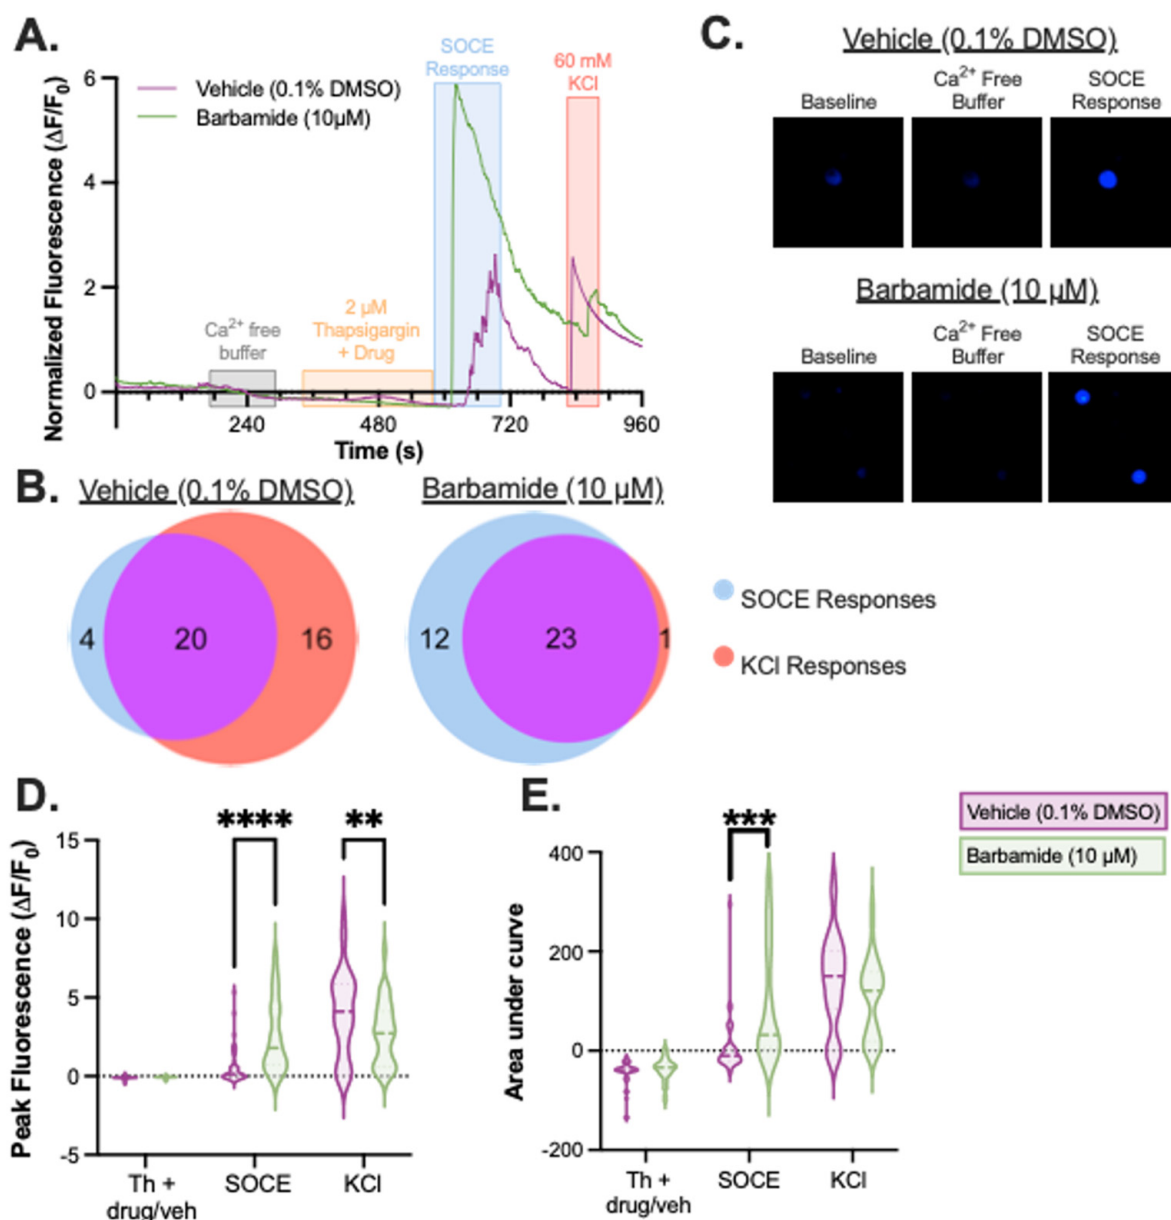 A.
Normalized Fluorescence (ΔF/F0)
6
4
2
0
Vehicle (0.1% DMSO)
Barbamide (10µM)
SOCE
Response
60 mM
KCl
Ca2+ free
buffer
2 µM
Thapsigargin
+ Drug
240
480
720
960
Time (s)
C.
Vehicle (0.1% DMSO)
Baseline
Ca2+ Free
Buffer
SOCE
Response
Barbamide (10 µM)
Baseline
Ca2+ Free
Buffer
SOCE
Response
B.
Vehicle (0.1% DMSO)
4
20
16
Barbamide (10 µM)
12
23
1
SOCE Responses
KCl Responses
D.
Peak Fluorescence (ΔF/F0)
15
10
5
0
-5
****
**
Th +
drug/veh
SOCE
KCl
E.
Area under curve
400
200
0
-200
***
Th +
drug/veh
SOCE
KCl
Vehicle (0.1% DMSO)
Barbamide (10 µM)